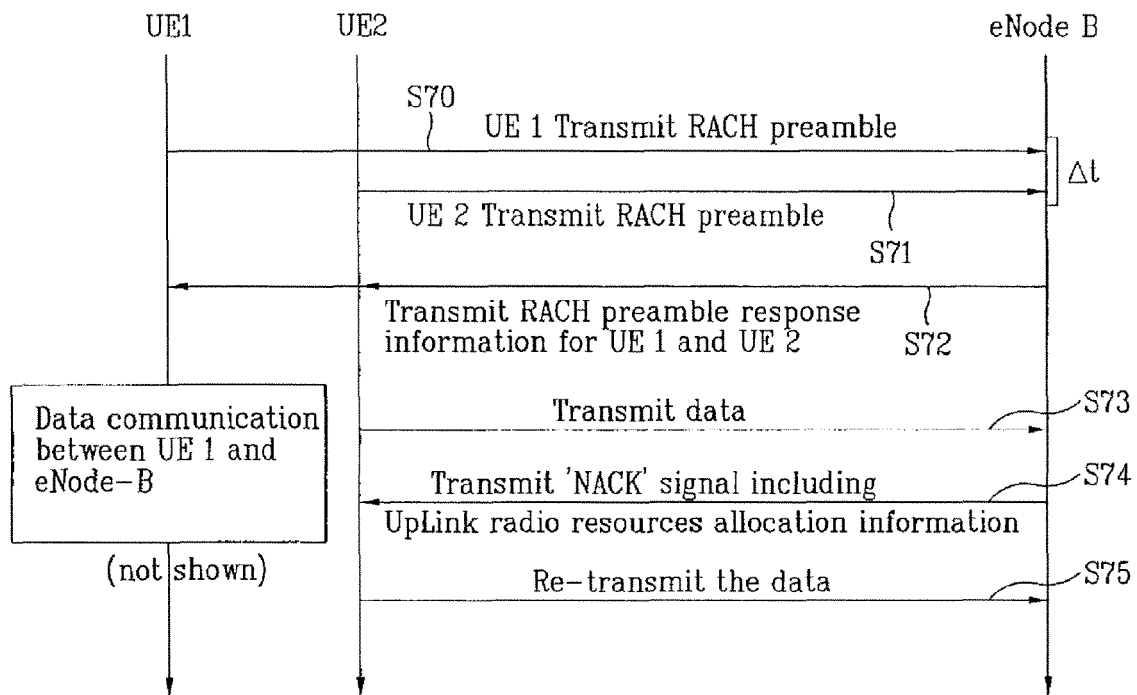 UE1
UE2
eNode B
S70
UE 1 Transmit RACH preamble
Δt
UE 2 Transmit RACH preamble
S71
Transmit RACH preamble response
information for UE 1 and UE 2
S72
Data communication
between UE 1 and
eNode-B
(not shown)
Transmit data
S73
Transmit 'NACK' signal including
UpLink radio resources allocation information
S74
Re-transmit the data
S75